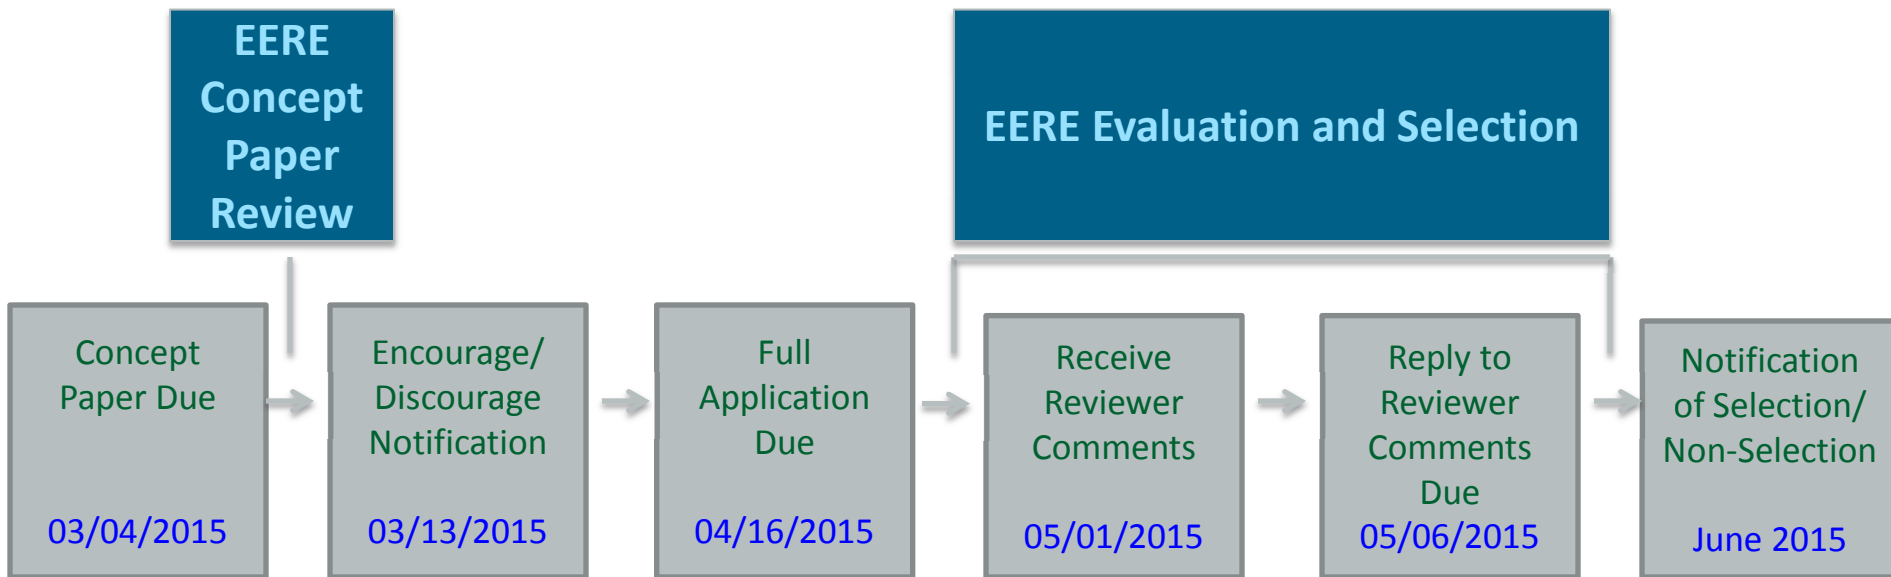 EERE
Concept
Paper
Review
EERE Evaluation and Selection
Concept
Paper Due
03/04/2015
Encourage/
Discourage
Notification
03/13/2015
Full
Application
Due
04/16/2015
Receive
Reviewer
Comments
05/01/2015
Reply to
Reviewer
Comments
Due
05/06/2015
Notification
of Selection/
Non-Selection
June 2015